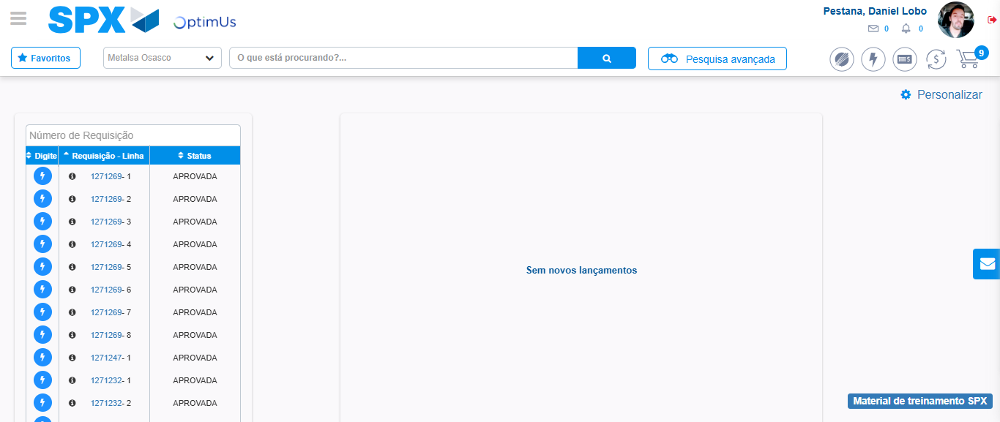 SPX OptimUs
Pestana, Daniel Lobo
0 0
Favoritos
Metalsa Osasco
O que está procurando?...
Pesquisa avançada
9
Personalizar
Número de Requisição
Digite Requisição - Linha Status
1271269- 1 APROVADA
1271269- 2 APROVADA
1271269- 3 APROVADA
1271269- 4 APROVADA
1271269- 5 APROVADA
1271269- 6 APROVADA
1271269- 7 APROVADA
1271269- 8 APROVADA
1271247- 1 APROVADA
1271232- 1 APROVADA
1271232- 2 APROVADA
Sem novos lançamentos
Material de treinamento SPX